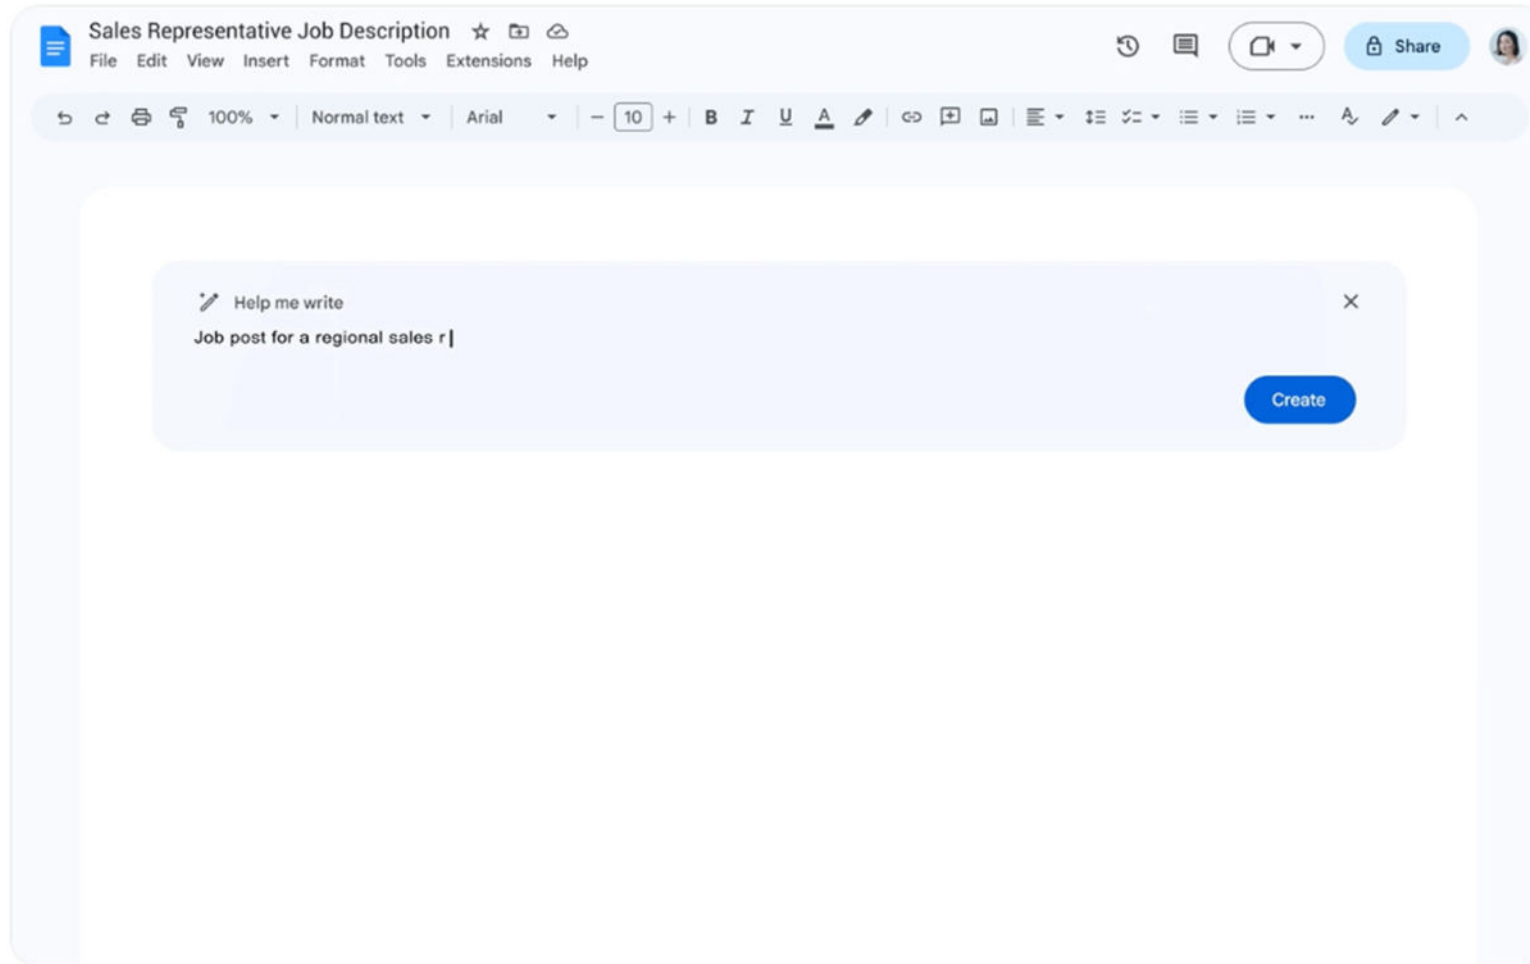 Sales Representative Job Description
File Edit View Insert Format Tools Extensions Help
Share
100% Normal text Arial − 10 + B I U A
Help me write
Job post for a regional sales r
Create